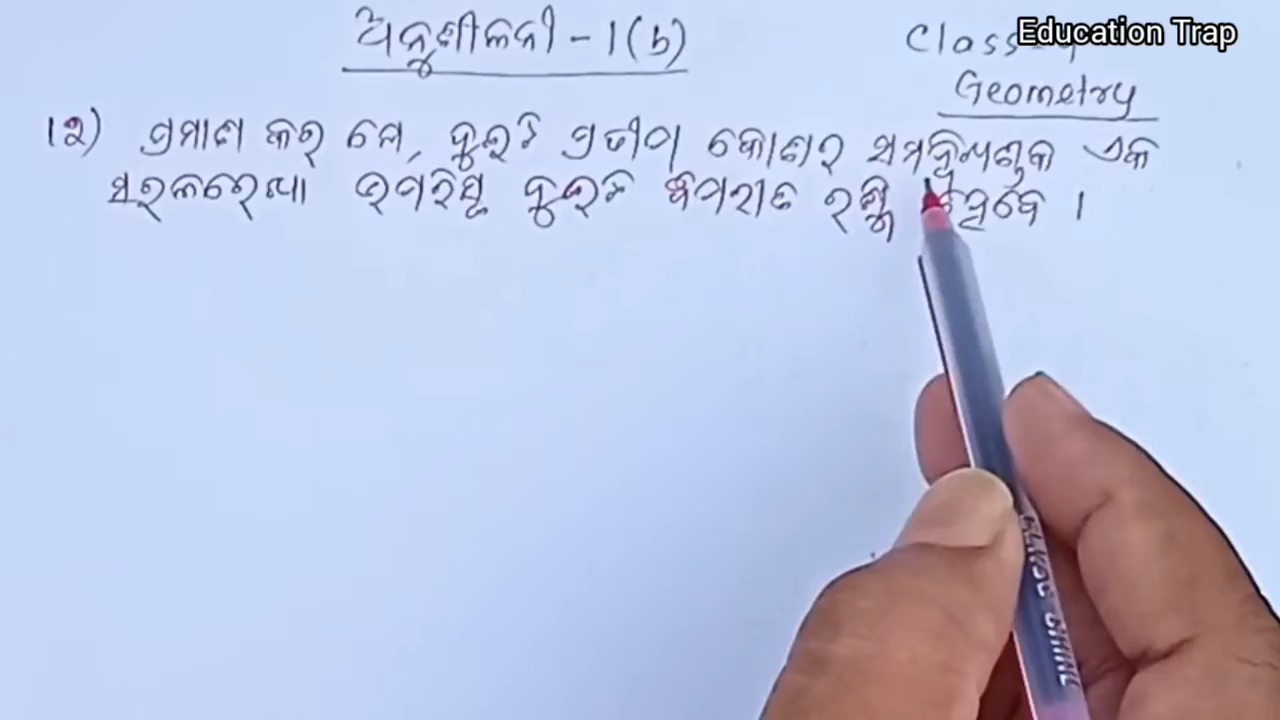 ଅନୁଶୀଳନୀ - 1(b)
Class-9
Education Trap
Geometry
12) ପ୍ରମାଣ କର ଯେ, ଦୁଇଟି ପ୍ରତୀପ କୋଣର ସମଦ୍ୱିଖଣ୍ଡକ ଏକ
ସରଳରେଖା ଉପରିସ୍ଥ ଦୁଇଟି ବିପରୀତ ରଶ୍ମି ହେବେ ।